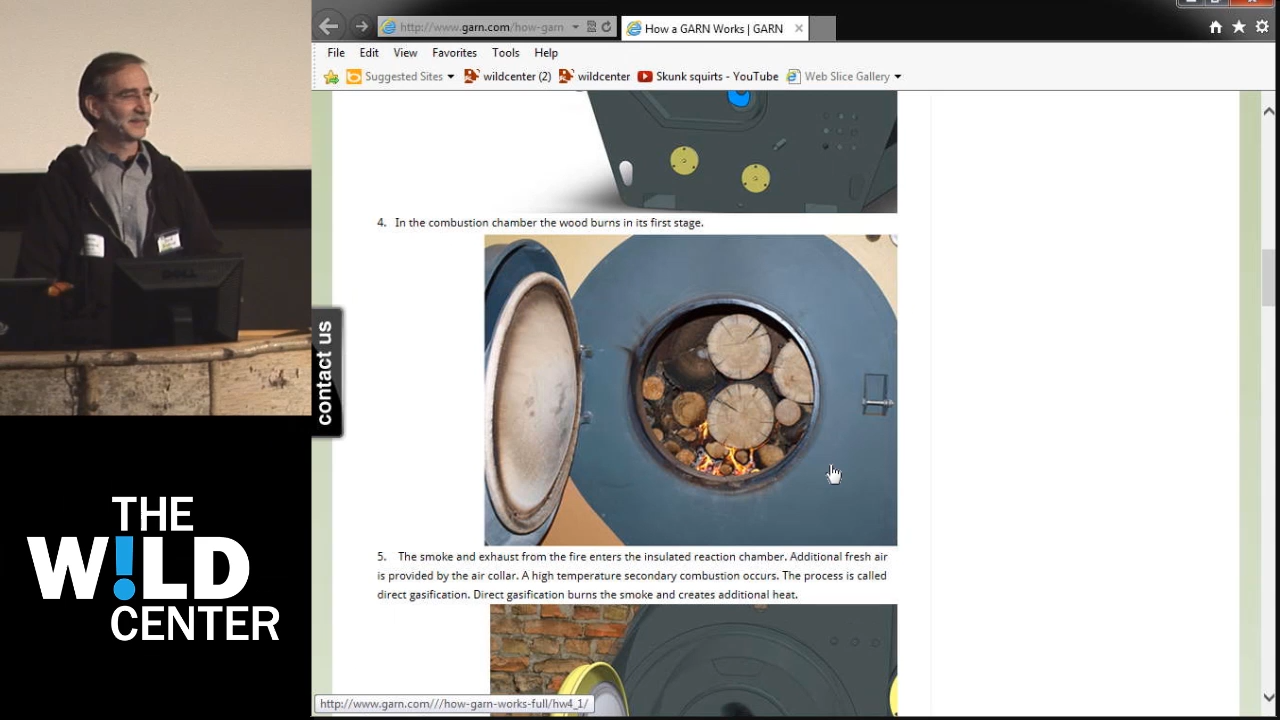 http://www.garn.com/how-garn
How a GARN Works | GARN
File Edit View Favorites Tools Help
Suggested Sites wildcenter (2) wildcenter Skunk squirts - YouTube Web Slice Gallery
4. In the combustion chamber the wood burns in its first stage.
contact us
5. The smoke and exhaust from the fire enters the insulated reaction chamber. Additional fresh air
is provided by the air collar. A high temperature secondary combustion occurs. The process is called
direct gasification. Direct gasification burns the smoke and creates additional heat.
http://www.garn.com///how-garn-works-full/hw4_1/
DELL
THE
W!LD
CENTER